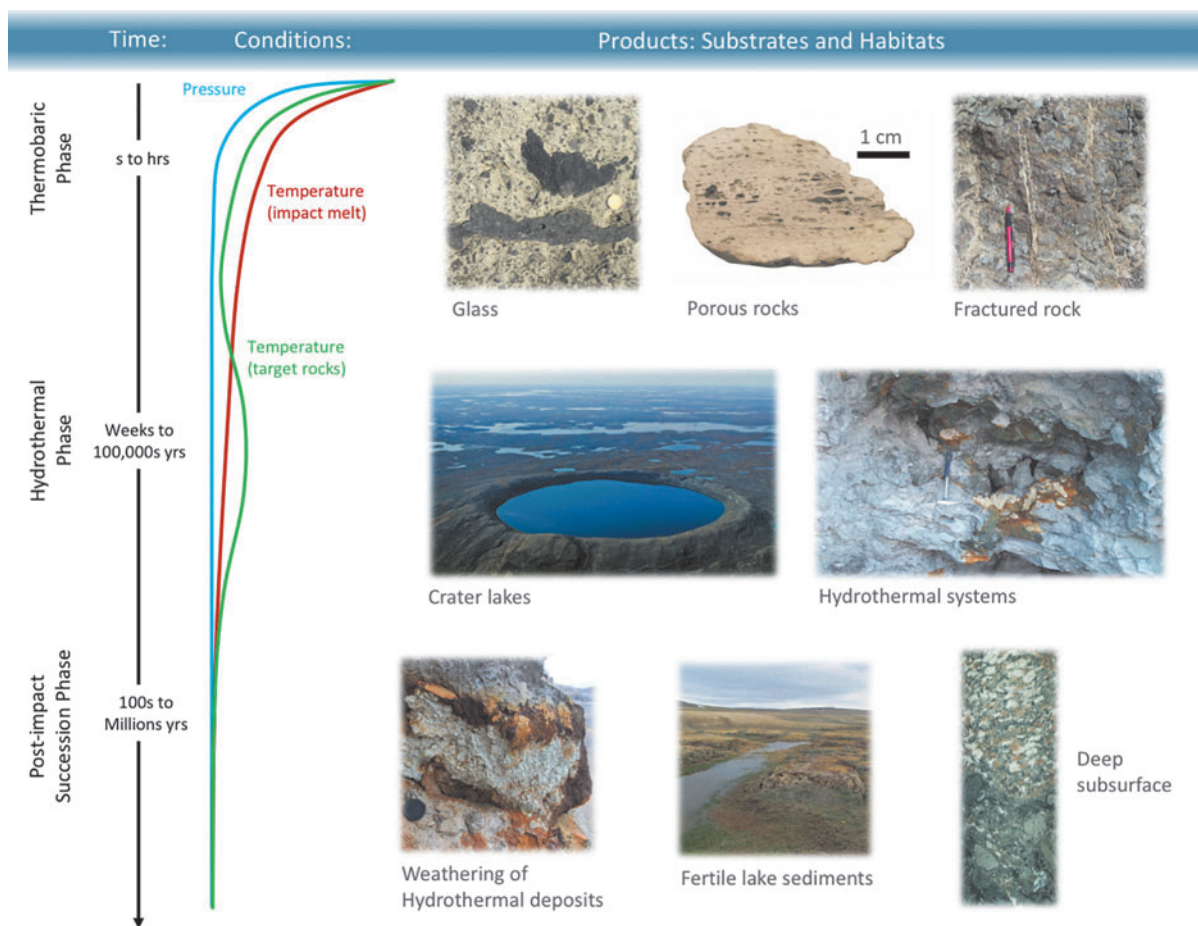 Time:
Conditions:
Products: Substrates and Habitats
Thermobaric
Phase
s to hrs
Pressure
Temperature
(impact melt)
1 cm
Glass
Porous rocks
Fractured rock
Hydrothermal
Phase
Weeks to
100,000s yrs
Temperature
(target rocks)
Crater lakes
Hydrothermal systems
Post-impact
Succession Phase
100s to
Millions yrs
Weathering of
Hydrothermal deposits
Fertile lake sediments
Deep
subsurface